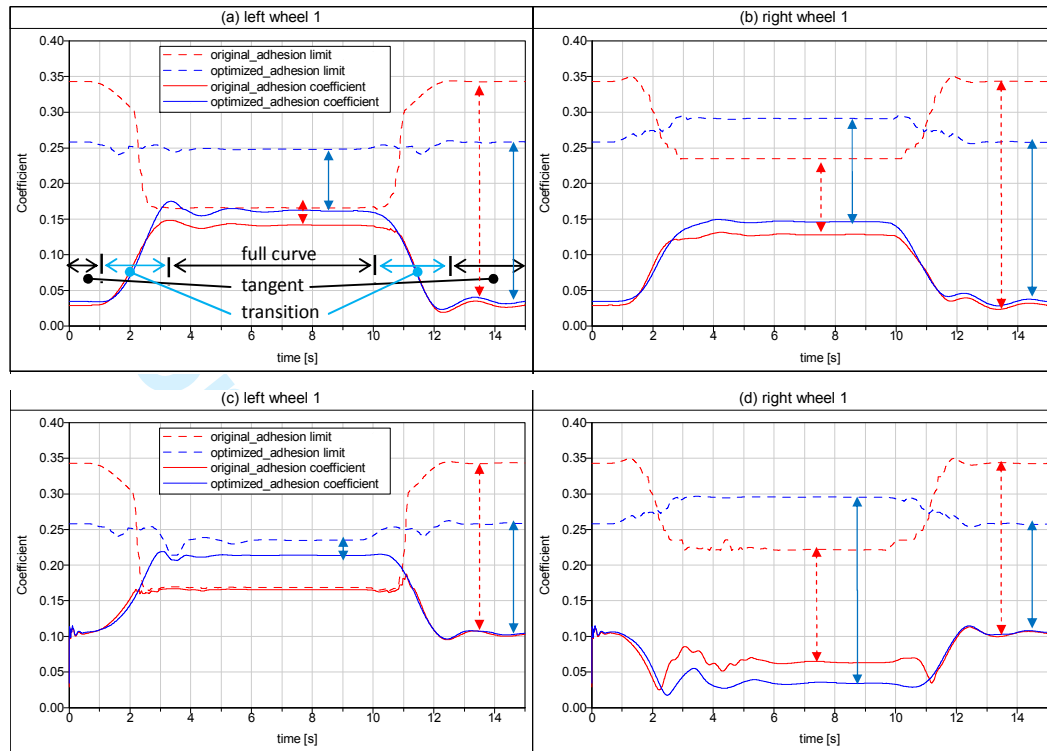 (a) left wheel 1
(b) right wheel 1
0.40
0.35
0.30
0.25
0.20
0.15
0.10
0.05
0.00
Coefficient
original_adhesion limit
optimized_adhesion limit
original_adhesion coefficient
optimized_adhesion coefficient
full curve
tangent
transition
0 2 4 6 8 10 12 14
time [s]
0.40
0.35
0.30
0.25
0.20
0.15
0.10
0.05
0.00
Coefficient
0 2 4 6 8 10 12 14
time [s]
(c) left wheel 1
(d) right wheel 1
0.40
0.35
0.30
0.25
0.20
0.15
0.10
0.05
0.00
Coefficient
original_adhesion limit
optimized_adhesion limit
original_adhesion coefficient
optimized_adhesion coefficient
0 2 4 6 8 10 12 14
time [s]
0.40
0.35
0.30
0.25
0.20
0.15
0.10
0.05
0.00
Coefficient
0 2 4 6 8 10 12 14
time [s]